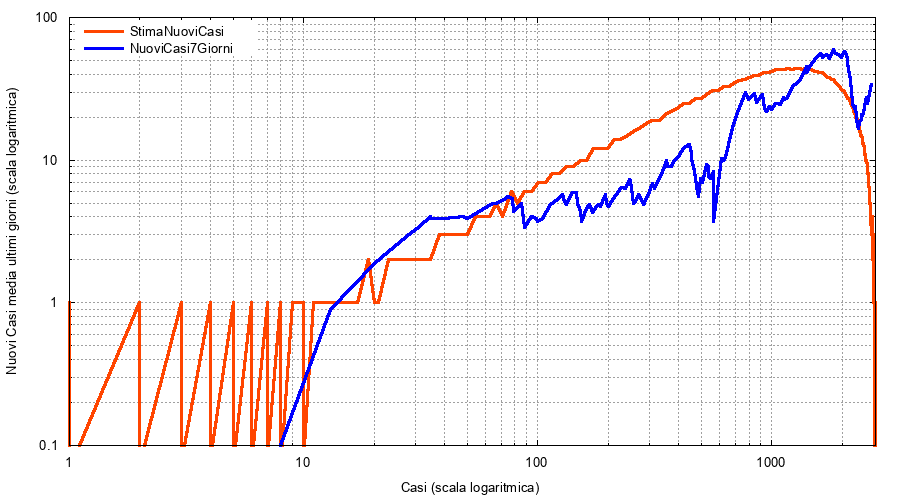 StimaNuoviCasi
NuoviCasi7Giorni
Nuovi Casi media ultimi giorni (scala logaritmica)
100
10
1
0.1
1
10
100
1000
Casi (scala logaritmica)